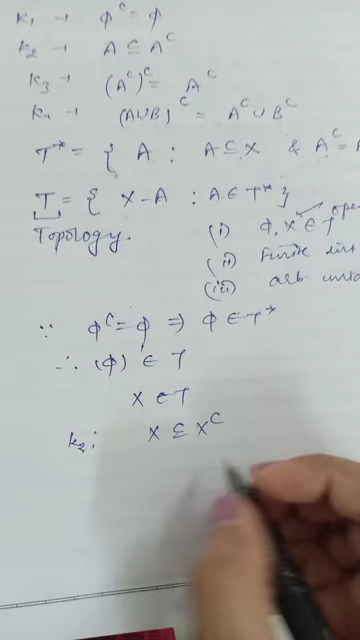 K₁ → φᶜ = φ
K₂ → A ⊆ Aᶜ
K₃ → (Aᶜ)ᶜ = Aᶜ
K₄ → (A∪B)ᶜ = Aᶜ ∪ Bᶜ
T* = { A : A ⊆ X & Aᶜ =
T = { X - A : A ∈ T* }
Topology.
(i) φ, X ∈ T
(ii) Finite
(iii) arb.
∵ φᶜ = φ ⇒ φ ∈ T*
∴ (φ)' ∈ T
X ∈ T
K₂: X ⊆ Xᶜ